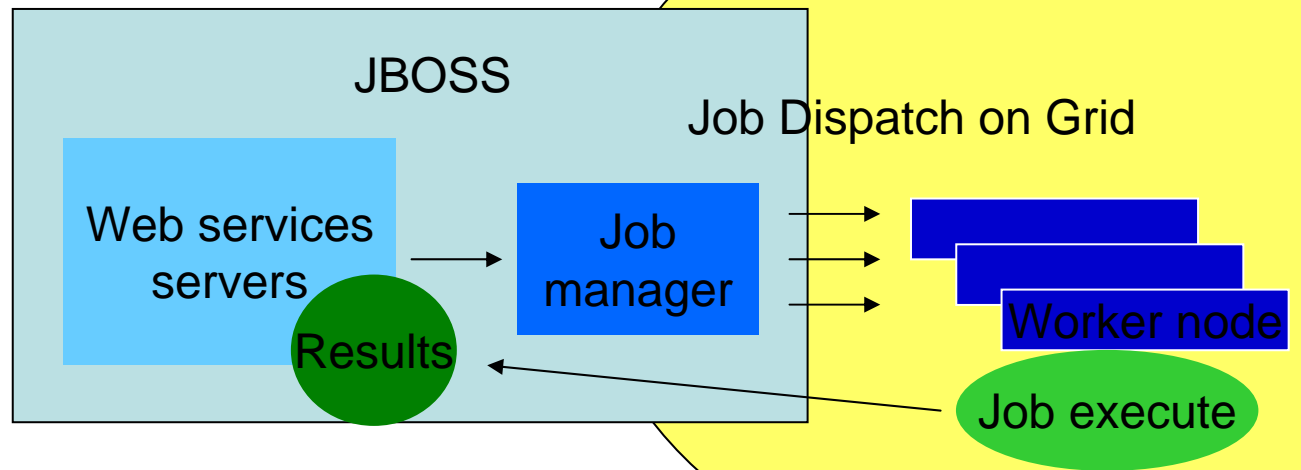 JBOSS
Job Dispatch on Grid
Web services
servers
Job
manager
Worker node
Results
Job execute